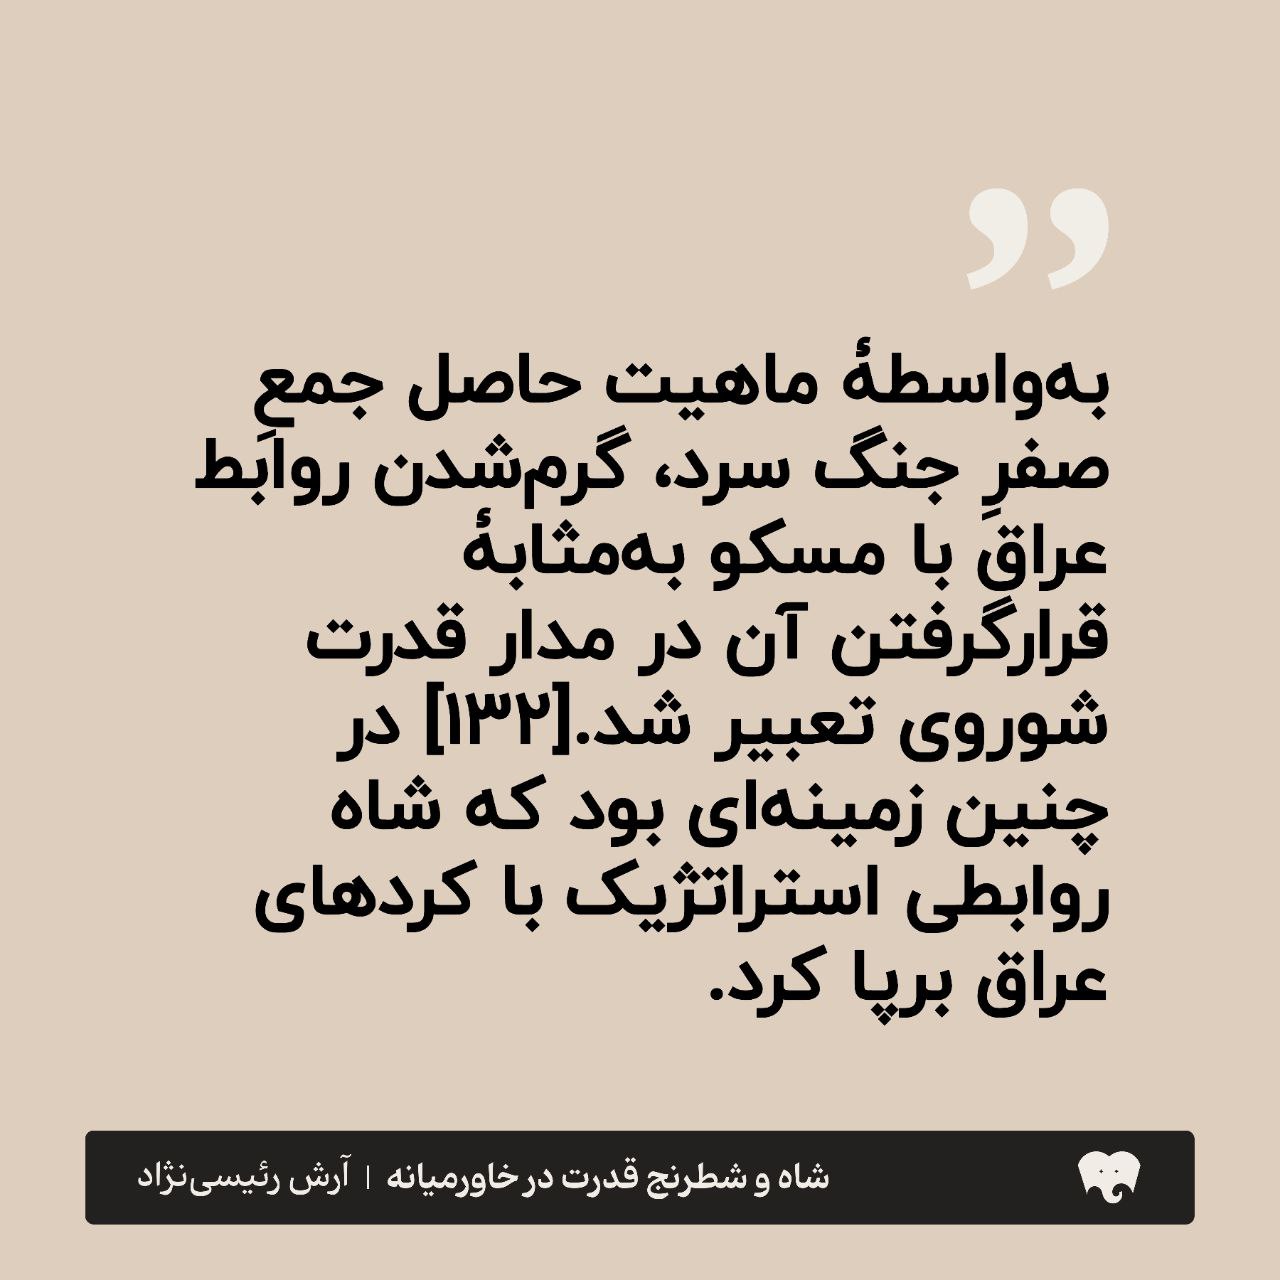 ”
به‌واسطهٔ ماهیت حاصل جمعِ
صفرِ جنگ سرد، گرم‌شدن روابط
عراق با مسکو به‌مثابهٔ
قرارگرفتن آن در مدار قدرت
شوروی تعبیر شد.[۱۳۲] در
چنین زمینه‌ای بود که شاه
روابطی استراتژیک با کردهای
عراق برپا کرد.
شاه و شطرنج قدرت در خاورمیانه | آرش رئیسی‌نژاد